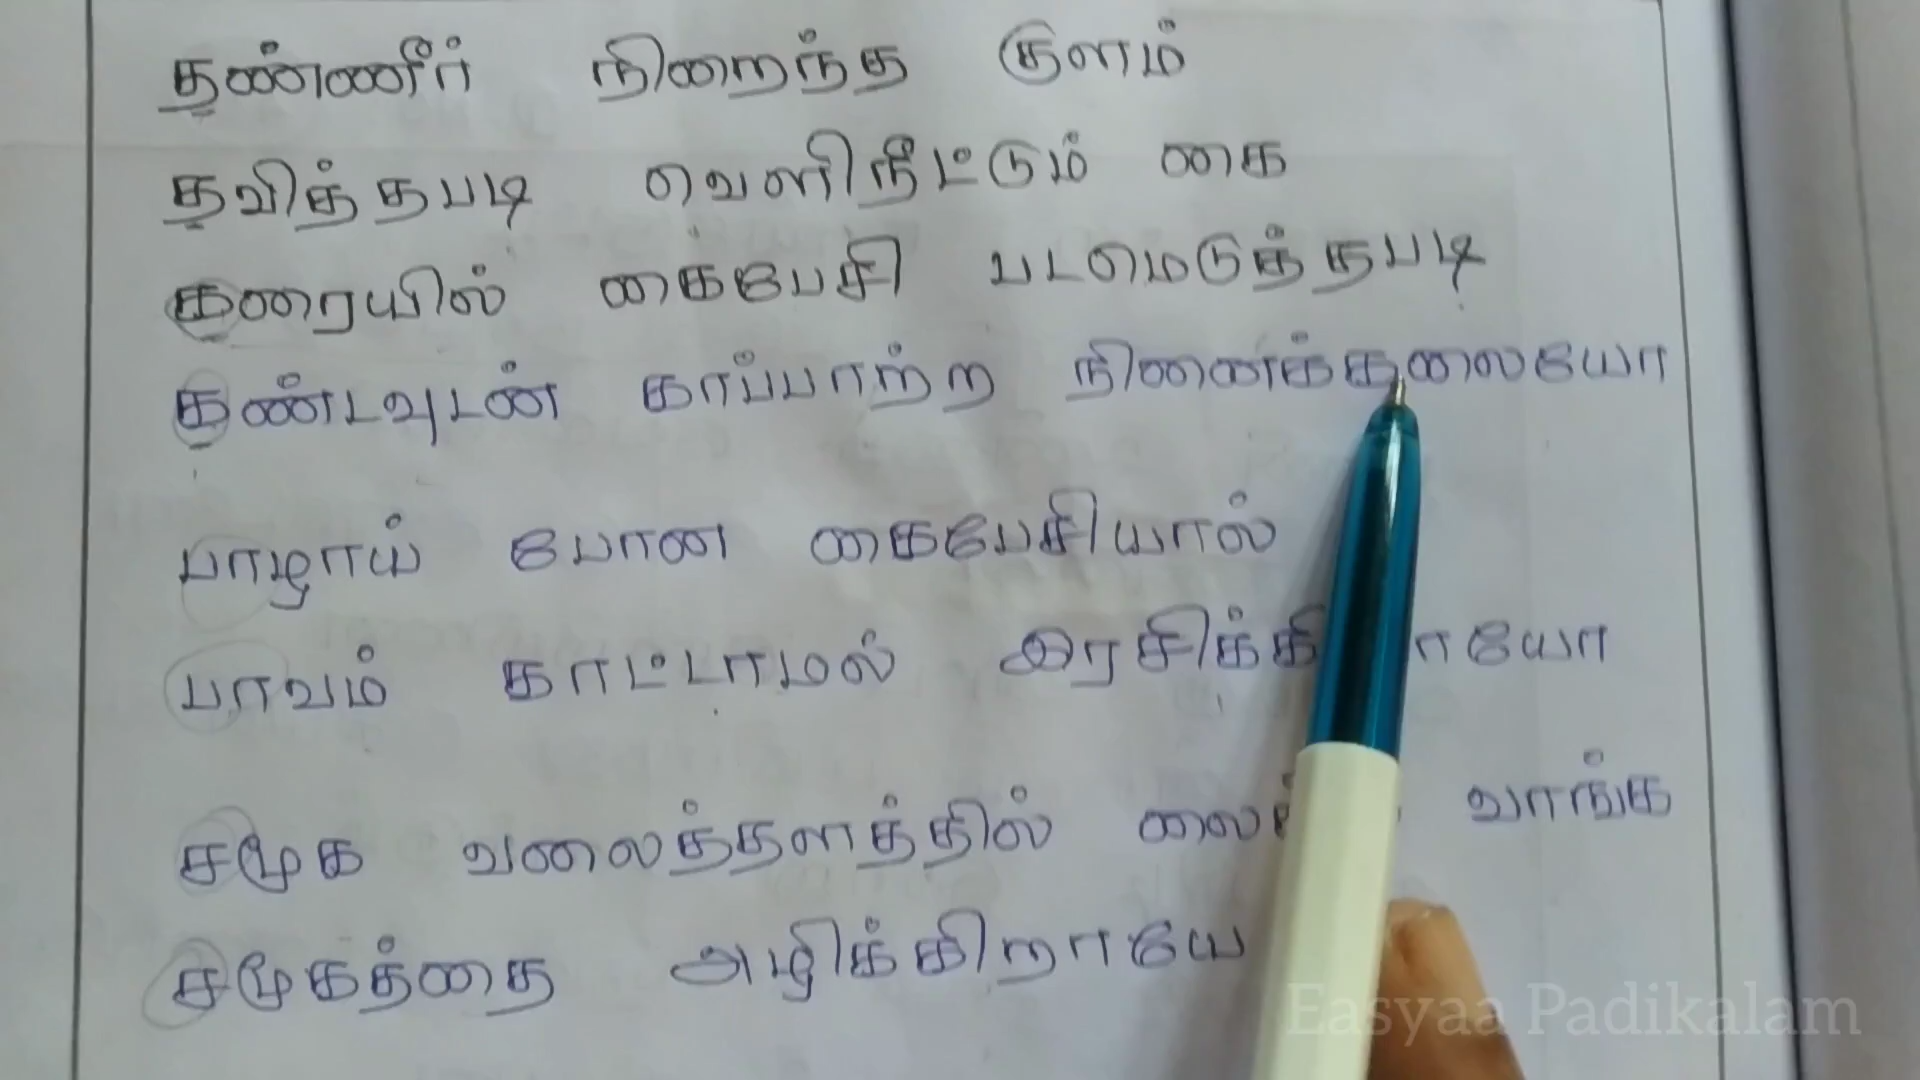 தண்ணீர் நிறைந்த குளம்
தவித்தபடி வெளிநீட்டும் கை
கரையில் கைபேசி படமெடுத்தபடி
கண்டவுடன் காப்பாற்ற நினைக்கலையோ
பாழாய் போன கைபேசியால்
பாவம் காட்டாமல்
சமூக வலைத்தளத்தில் வாங்க
சமூகத்தை அழிக்கிறாயே
Easyaa Padikalam